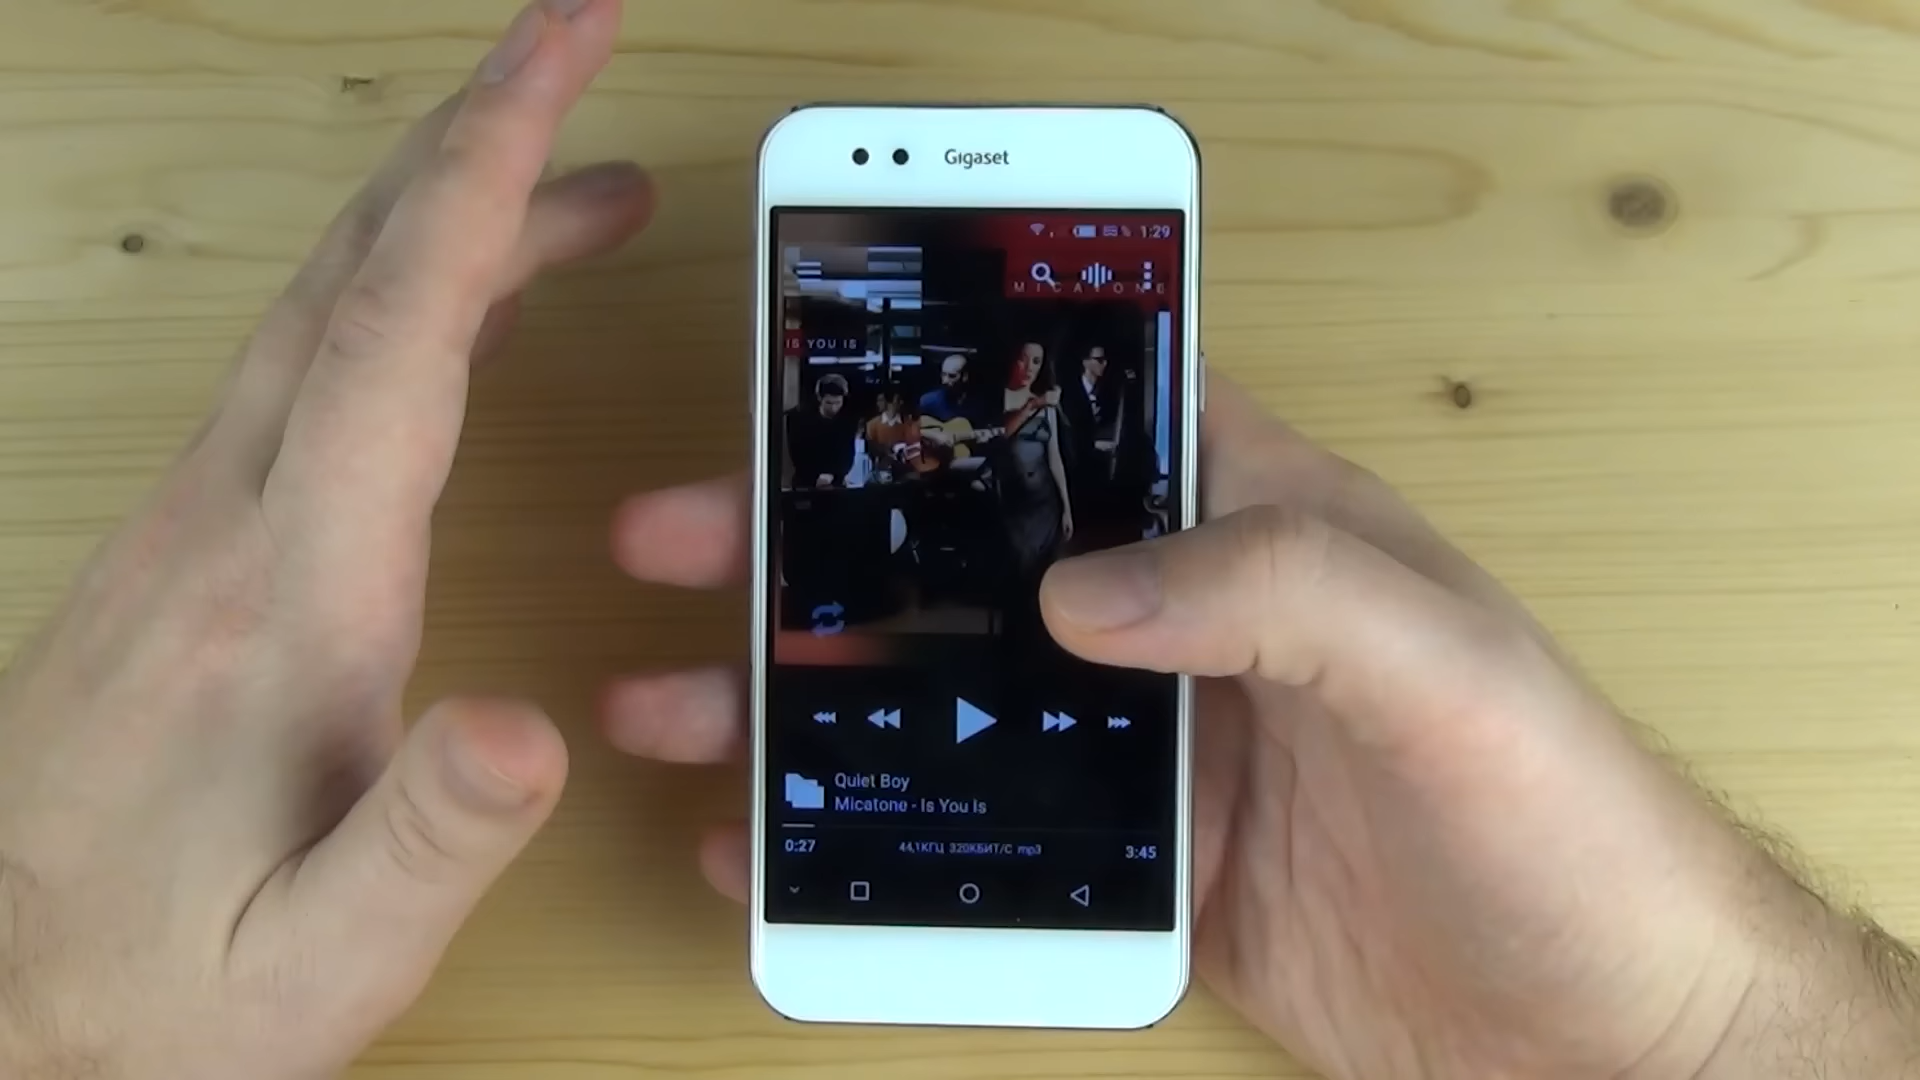 Gigaset
1:29
MICATONE
IS YOU IS
Quiet Boy
Micatone - Is You Is
0:27
44,1КГЦ 320КБИТ/С mp3
3:45